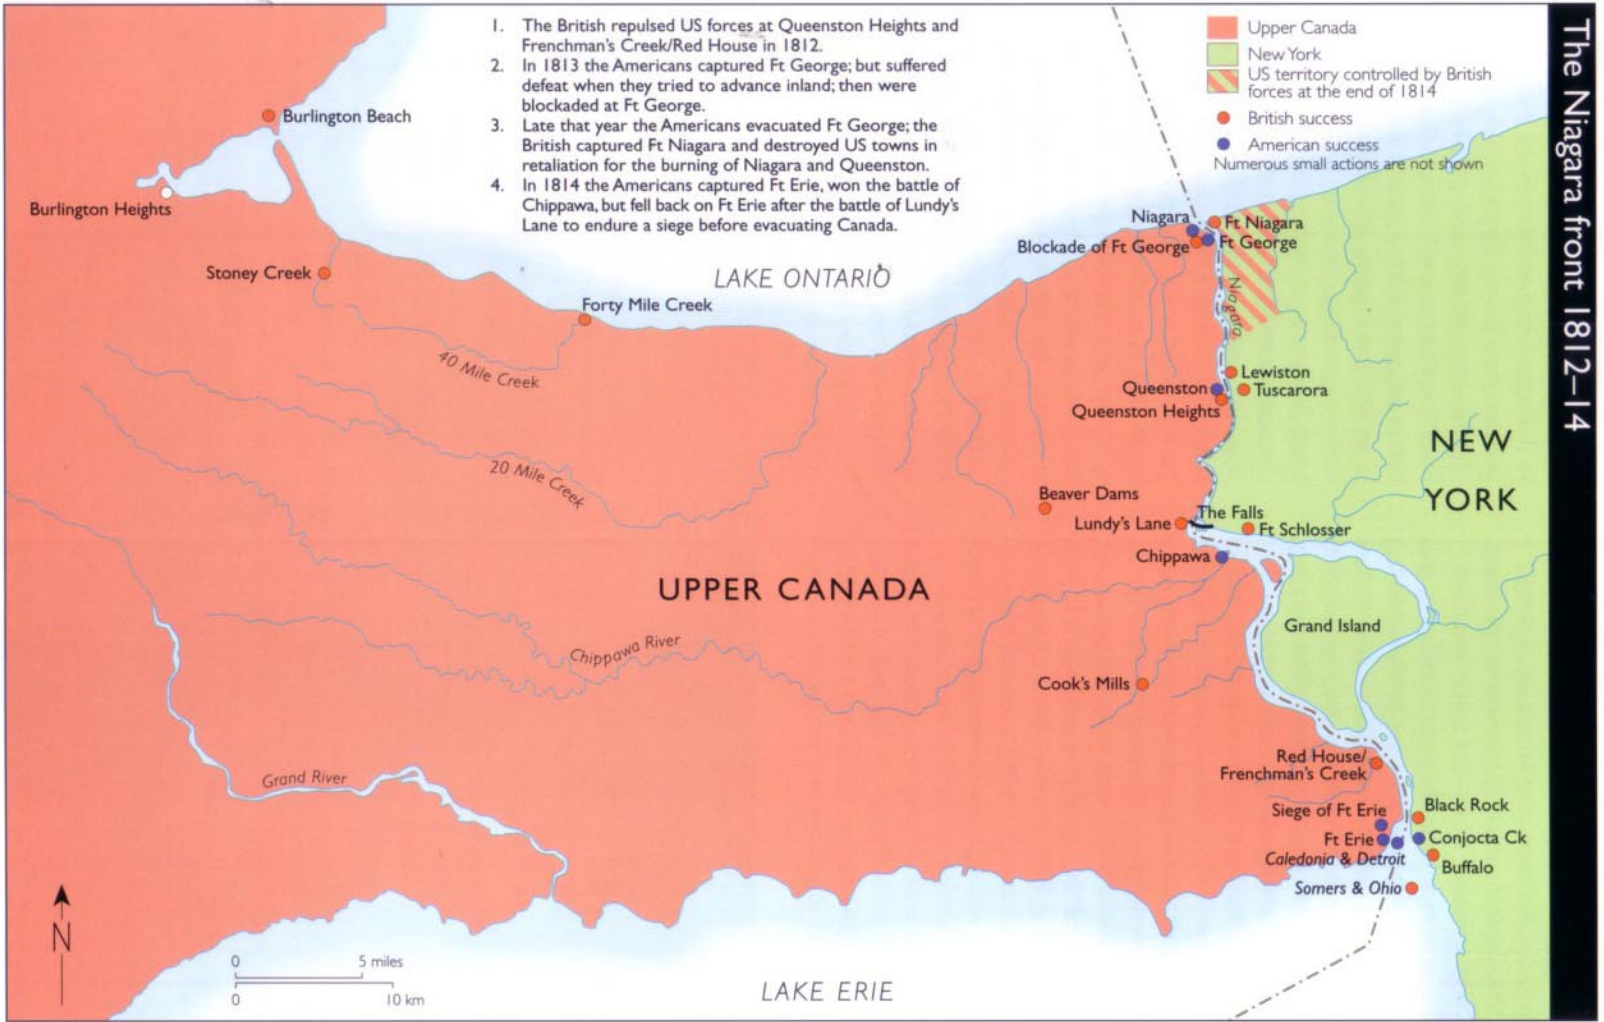 The Niagara front 1812–14
1. The British repulsed US forces at Queenston Heights and
Frenchman's Creek/Red House in 1812.
2. In 1813 the Americans captured Ft George; but suffered
defeat when they tried to advance inland; then were
blockaded at Ft George.
3. Late that year the Americans evacuated Ft George; the
British captured Ft Niagara and destroyed US towns in
retaliation for the burning of Niagara and Queenston.
4. In 1814 the Americans captured Ft Erie, won the battle of
Chippawa, but fell back on Ft Erie after the battle of Lundy's
Lane to endure a siege before evacuating Canada.
Upper Canada
New York
US territory controlled by British
forces at the end of 1814
British success
American success
Numerous small actions are not shown
Burlington Beach
Burlington Heights
Stoney Creek
Forty Mile Creek
LAKE ONTARIO
Niagara
Ft Niagara
Blockade of Ft George
Ft George
Niagara
40 Mile Creek
Lewiston
Queenston
Tuscarora
Queenston Heights
NEW
YORK
20 Mile Creek
Beaver Dams
The Falls
Lundy's Lane
Ft Schlosser
Chippawa
UPPER CANADA
Grand Island
Chippawa River
Cook's Mills
Red House/
Frenchman's Creek
Grand River
Siege of Ft Erie
Black Rock
Ft Erie
Conjocta Ck
Caledonia & Detroit
Buffalo
Somers & Ohio
N
0 5 miles
0 10 km
LAKE ERIE